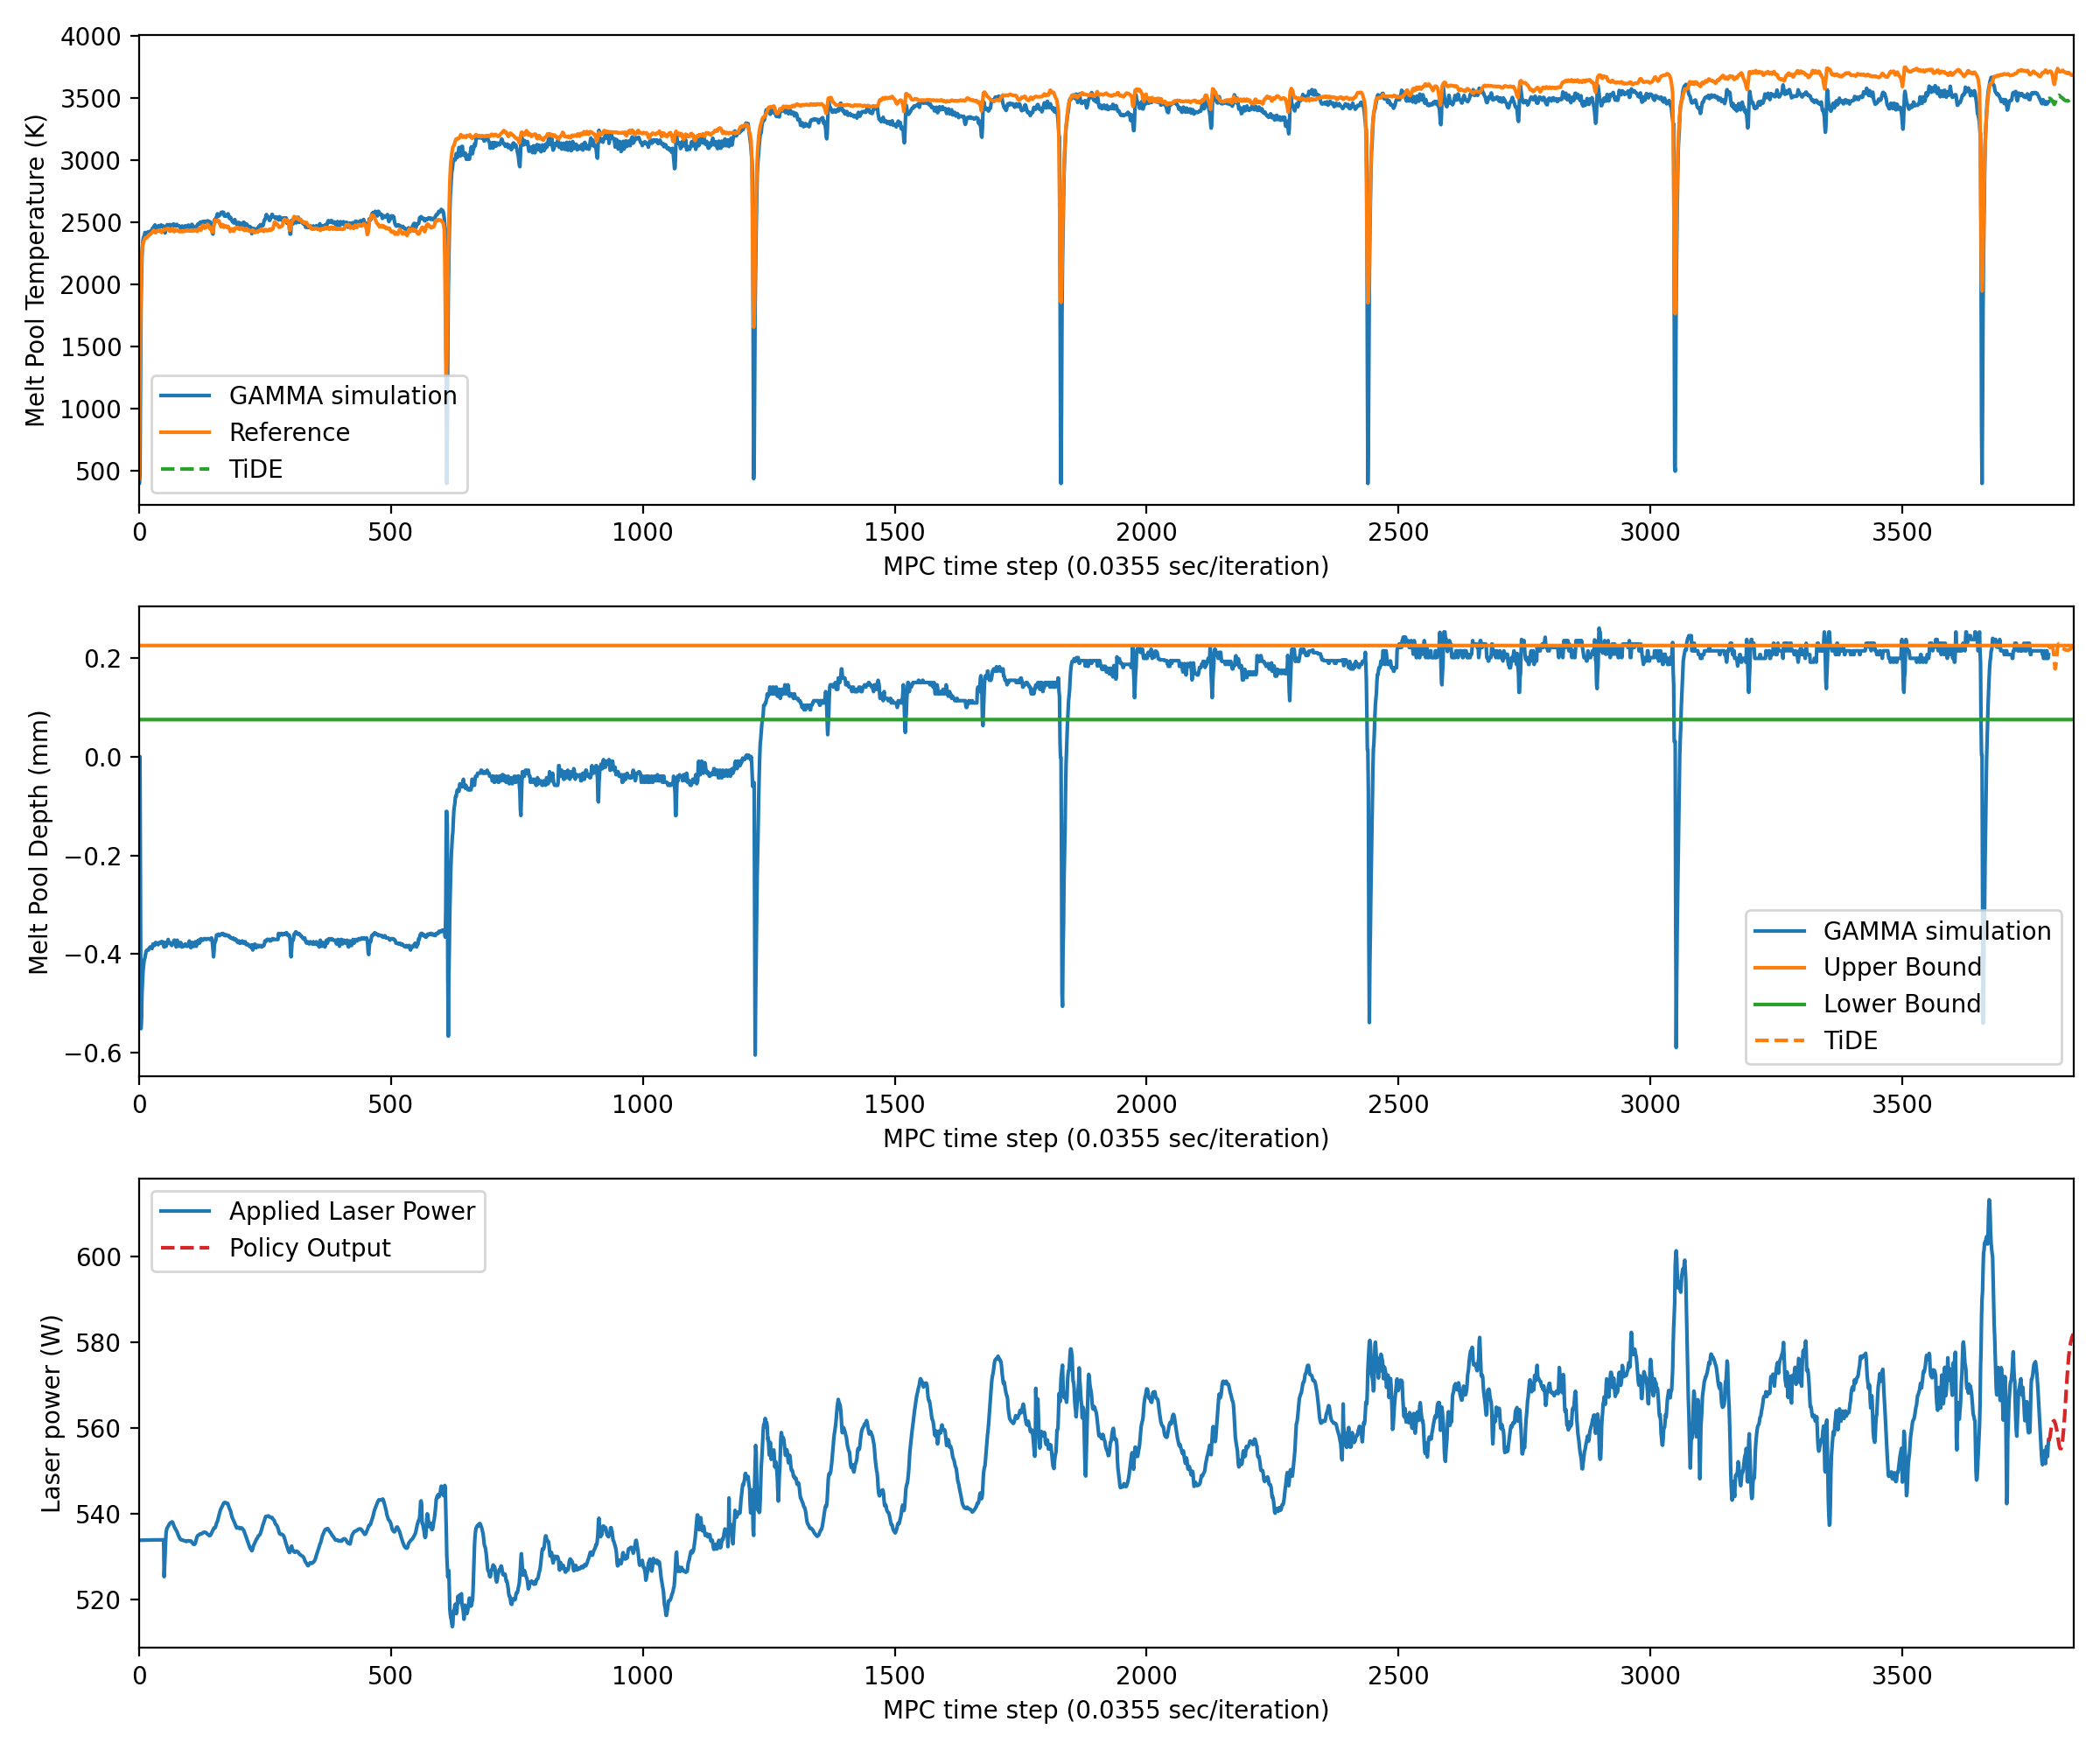 4000
3500
3000
2500
2000
1500
1000
500
Melt Pool Temperature (K)
GAMMA simulation
Reference
TiDE
0 500 1000 1500 2000 2500 3000 3500
MPC time step (0.0355 sec/iteration)
0.2
0.0
−0.2
−0.4
−0.6
Melt Pool Depth (mm)
GAMMA simulation
Upper Bound
Lower Bound
TiDE
0 500 1000 1500 2000 2500 3000 3500
MPC time step (0.0355 sec/iteration)
Applied Laser Power
Policy Output
600
580
560
540
520
Laser power (W)
0 500 1000 1500 2000 2500 3000 3500
MPC time step (0.0355 sec/iteration)